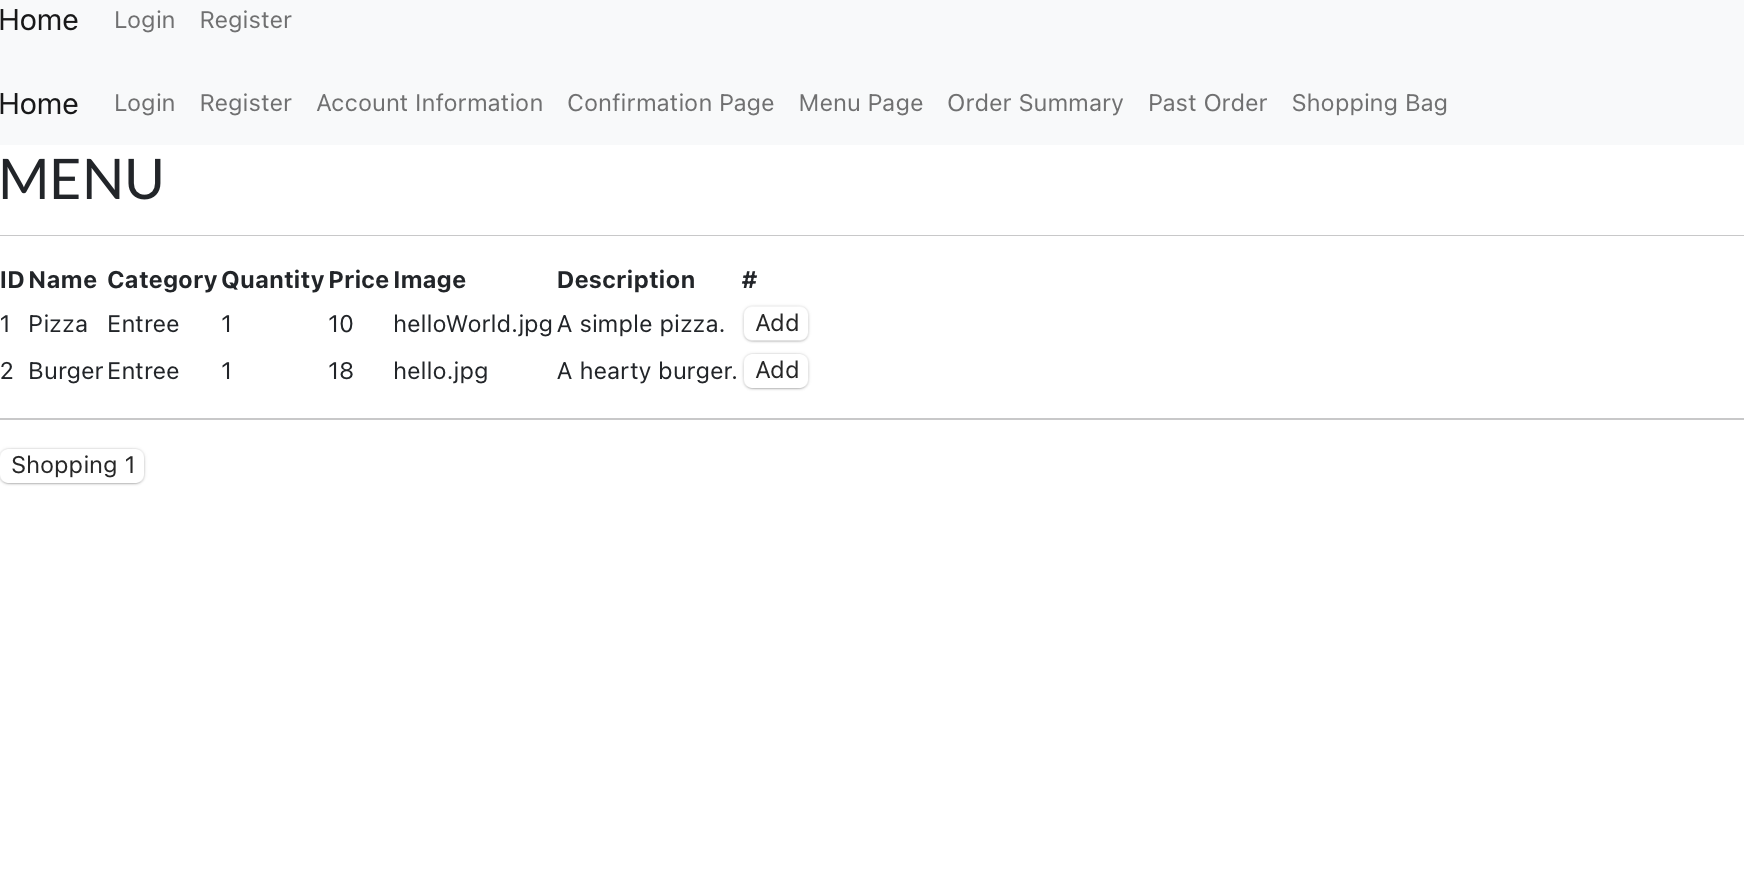 Home Login Register
Home Login Register Account Information Confirmation Page Menu Page Order Summary Past Order Shopping Bag
MENU
ID Name Category Quantity Price Image Description #
1 Pizza Entree 1 10 helloWorld.jpg A simple pizza. Add
2 Burger Entree 1 18 hello.jpg A hearty burger. Add
Shopping 1